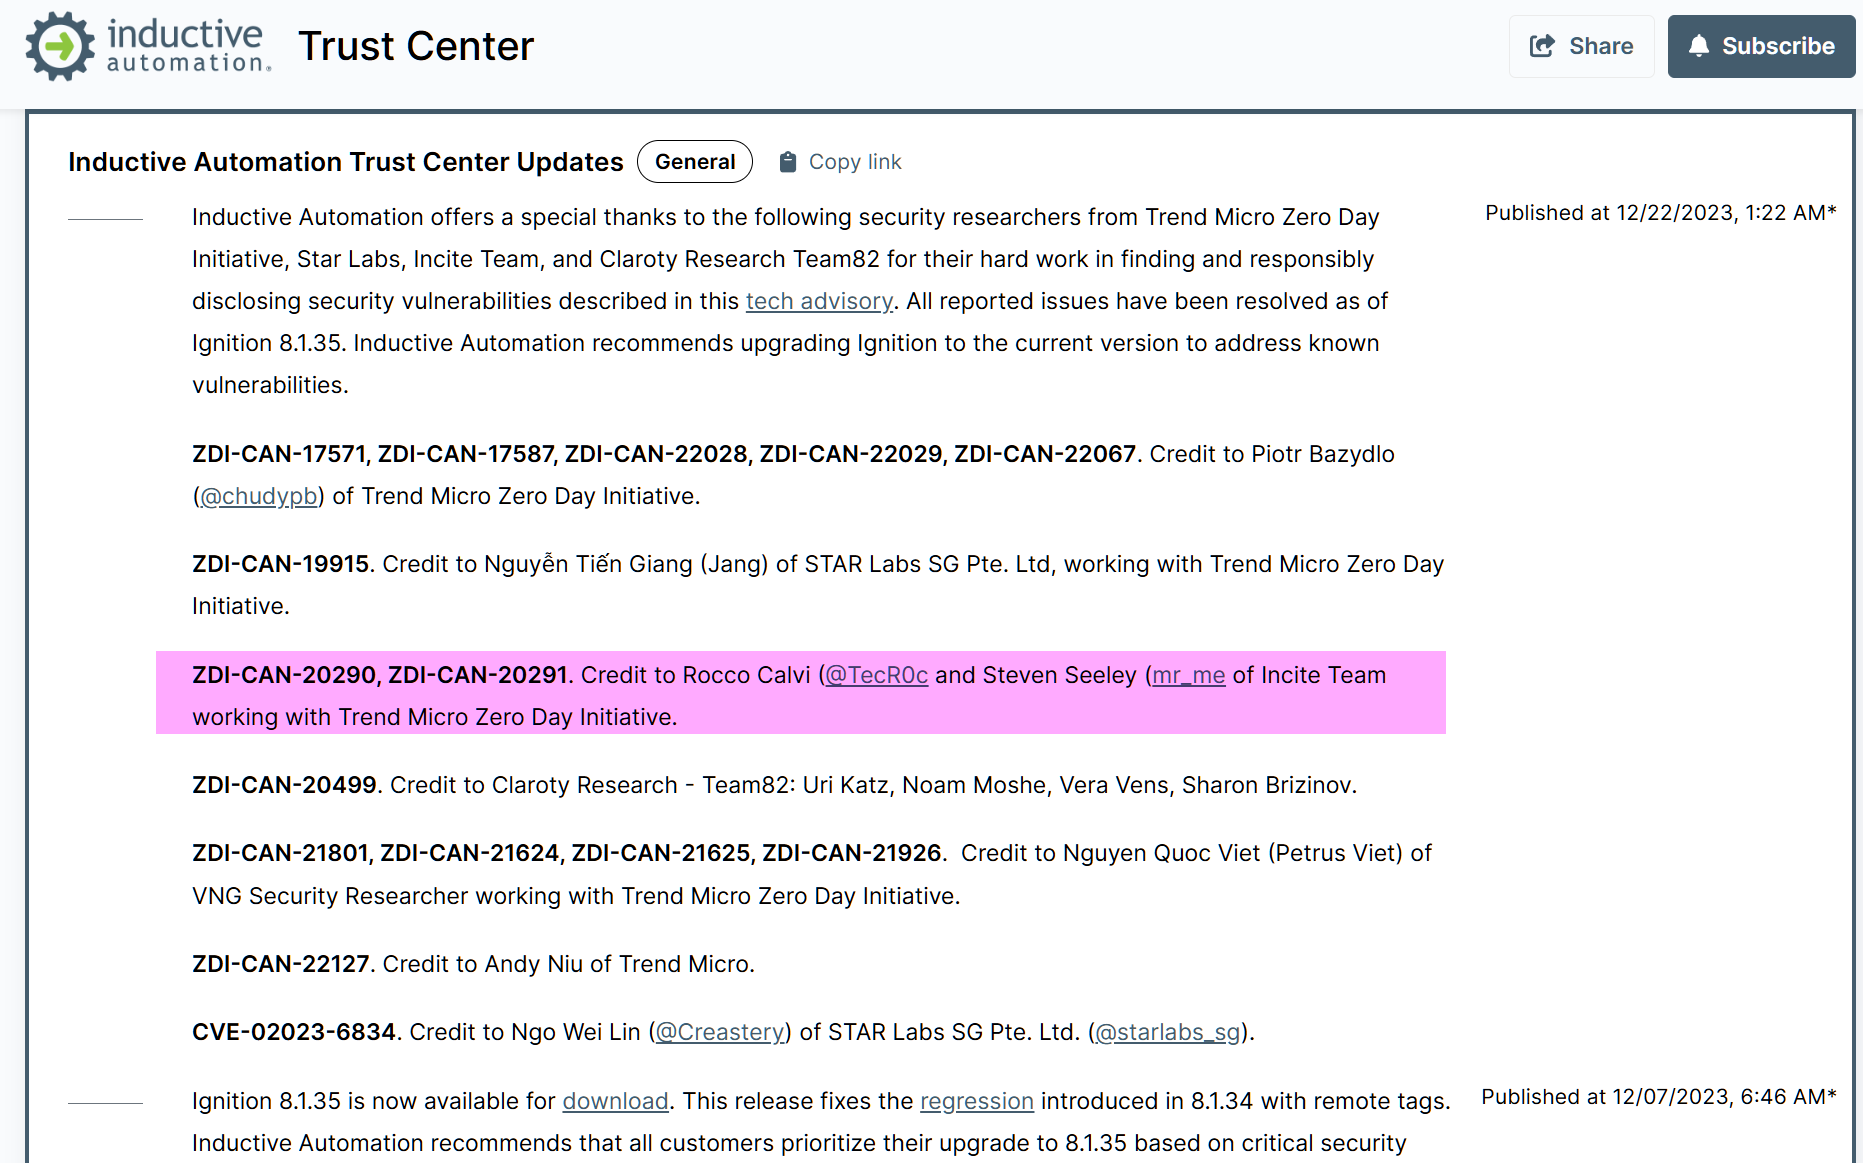 inductive automation® Trust Center Share Subscribe
Inductive Automation Trust Center Updates General Copy link
Inductive Automation offers a special thanks to the following security researchers from Trend Micro Zero Day Published at 12/22/2023, 1:22 AM*
Initiative, Star Labs, Incite Team, and Claroty Research Team82 for their hard work in finding and responsibly
disclosing security vulnerabilities described in this tech advisory. All reported issues have been resolved as of
Ignition 8.1.35. Inductive Automation recommends upgrading Ignition to the current version to address known
vulnerabilities.
ZDI-CAN-17571, ZDI-CAN-17587, ZDI-CAN-22028, ZDI-CAN-22029, ZDI-CAN-22067. Credit to Piotr Bazydlo
(@chudypb) of Trend Micro Zero Day Initiative.
ZDI-CAN-19915. Credit to Nguyễn Tiến Giang (Jang) of STAR Labs SG Pte. Ltd, working with Trend Micro Zero Day
Initiative.
ZDI-CAN-20290, ZDI-CAN-20291. Credit to Rocco Calvi (@TecR0c and Steven Seeley (mr_me of Incite Team
working with Trend Micro Zero Day Initiative.
ZDI-CAN-20499. Credit to Claroty Research - Team82: Uri Katz, Noam Moshe, Vera Vens, Sharon Brizinov.
ZDI-CAN-21801, ZDI-CAN-21624, ZDI-CAN-21625, ZDI-CAN-21926.  Credit to Nguyen Quoc Viet (Petrus Viet) of
VNG Security Researcher working with Trend Micro Zero Day Initiative.
ZDI-CAN-22127. Credit to Andy Niu of Trend Micro.
CVE-02023-6834. Credit to Ngo Wei Lin (@Creastery) of STAR Labs SG Pte. Ltd. (@starlabs_sg).
Ignition 8.1.35 is now available for download. This release fixes the regression introduced in 8.1.34 with remote tags. Published at 12/07/2023, 6:46 AM*
Inductive Automation recommends that all customers prioritize their upgrade to 8.1.35 based on critical security